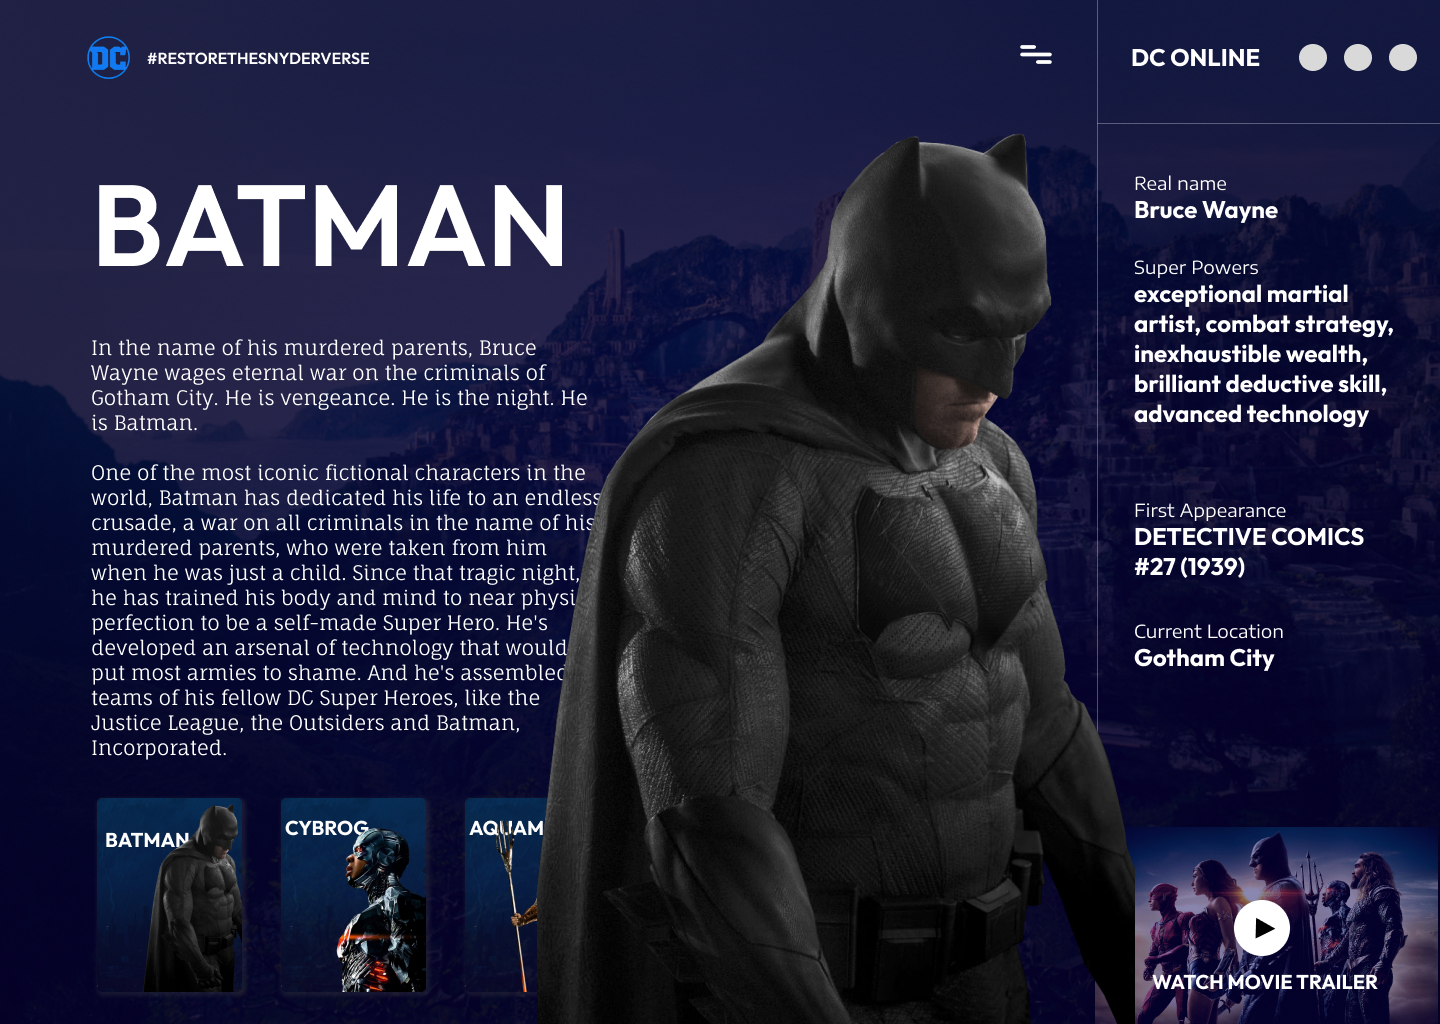 DC
#RESTORETHESNYDERVERSE
DC ONLINE
BATMAN
In the name of his murdered parents, Bruce
Wayne wages eternal war on the criminals of
Gotham City. He is vengeance. He is the night. He
is Batman.
One of the most iconic fictional characters in the
world, Batman has dedicated his life to an endless
crusade, a war on all criminals in the name of his
murdered parents, who were taken from him
when he was just a child. Since that tragic night,
he has trained his body and mind to near physi
perfection to be a self-made Super Hero. He's
developed an arsenal of technology that would
put most armies to shame. And he's assembled
teams of his fellow DC Super Heroes, like the
Justice League, the Outsiders and Batman,
Incorporated.
BATMAN
CYBROG
AQUAM
Real name
Bruce Wayne
Super Powers
exceptional martial
artist, combat strategy,
inexhaustible wealth,
brilliant deductive skill,
advanced technology
First Appearance
DETECTIVE COMICS
#27 (1939)
Current Location
Gotham City
WATCH MOVIE TRAILER